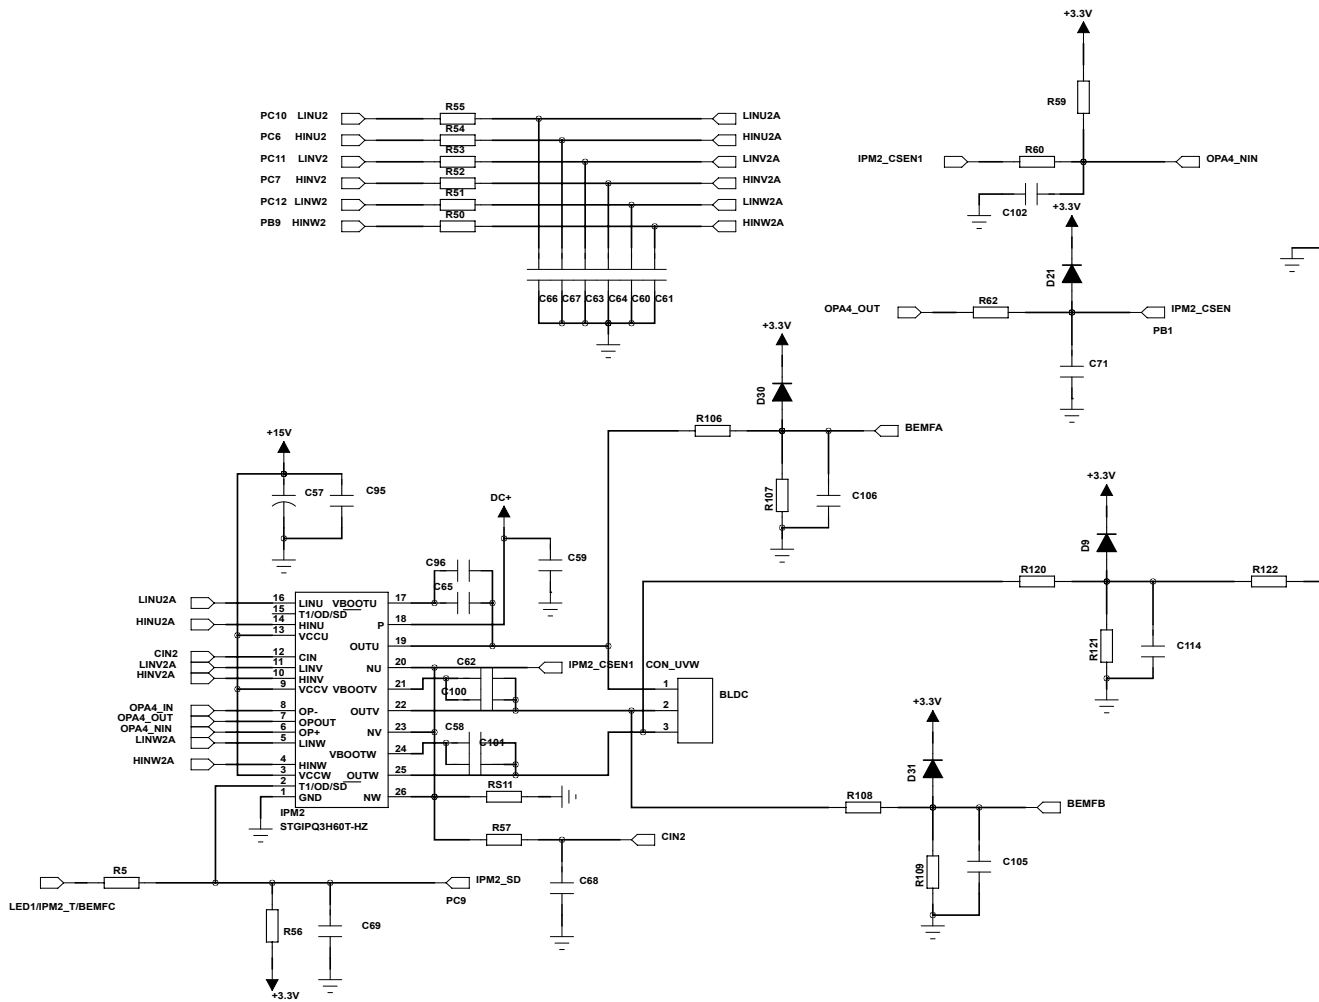 +3.3V
R59
IPM2_CSEN1
R60
OPA4_NIN
C102
PC10 LINU2
R55
LINU2A
PC6 HINU2
R54
HINU2A
PC11 LINV2
R53
LINV2A
PC7 HINV2
R52
HINV2A
PC12 LINW2
R51
LINW2A
PB9 HINW2
R50
HINW2A
C66
C67
C63
C64
C60
C61
+3.3V
D21
OPA4_OUT
R62
IPM2_CSEN
PB1
C71
+3.3V
D30
R106
BEMFA
R107
C106
+15V
C57
C95
DC+
C59
C96
C65
+3.3V
D9
R120
R122
R121
C114
LINU2A
HINU2A
CIN2
LINV2A
HINV2A
OPA4_IN
OPA4_OUT
OPA4_NIN
LINW2A
HINW2A
16 LINU
15 T1/OD/SD
14 HINU
13 VCCU
12 CIN
11 LINV
10 HINV
9 VCCV
8 OP-
7 OPOUT
6 OP+
5 LINW
4 HINW
3 VCCW
2 T1/OD/SD
1 GND
VBOOTU 17
P 18
OUTU 19
NU 20
VBOOTV 21
OUTV 22
NV 23
VBOOTW 24
OUTW 25
NW 26
IPM2
STGIPQ3H60T-HZ
C62
C100
IPM2_CSEN1
CON_UVW
1
2
3
BLDC
C58
C101
RS11
R57
CIN2
C68
+3.3V
D31
R108
BEMFB
R109
C105
R5
LED1/IPM2_T/BEMFC
IPM2_SD
PC9
R56
C69
+3.3V